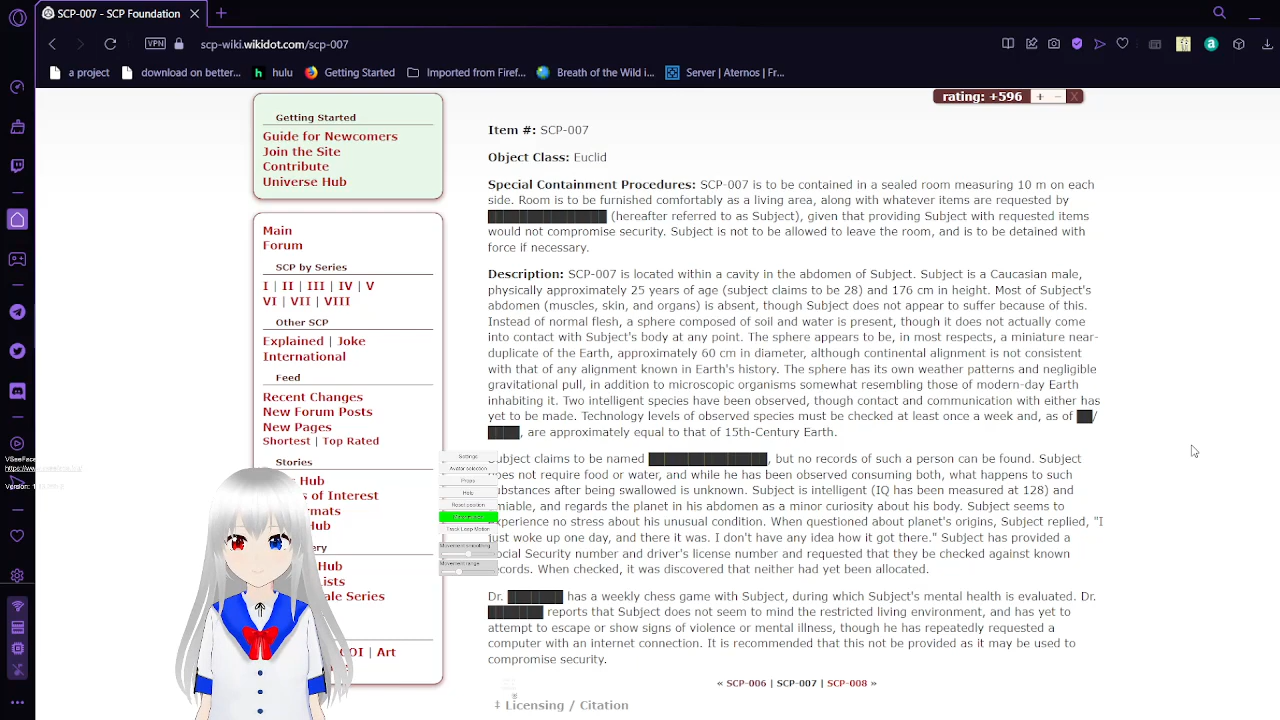 SCP-007 - SCP Foundation
VPN
scp-wiki.wikidot.com/scp-007
a project
download on better...
hulu
Getting Started
Imported from Firef...
Breath of the Wild i...
Server | Aternos | Fr...
rating: +596 + – X
Getting Started
Guide for Newcomers
Join the Site
Contribute
Universe Hub
Main
Forum
SCP by Series
I | II | III | IV | V
VI | VII | VIII
Other SCP
Explained | Joke
International
Feed
Recent Changes
New Forum Posts
New Pages
Shortest | Top Rated
Stories
Hub
s of Interest
rmats
Hub
ery
Hub
Lists
ale Series
OI | Art
VSeeFace
Version: 1
Settings
Avatar selection
Help
Reset position
Track Leap Motion
Movement smoothing
Movement range
Item #: SCP-007
Object Class: Euclid
Special Containment Procedures: SCP-007 is to be contained in a sealed room measuring 10 m on each
side. Room is to be furnished comfortably as a living area, along with whatever items are requested by
(hereafter referred to as Subject), given that providing Subject with requested items
would not compromise security. Subject is not to be allowed to leave the room, and is to be detained with
force if necessary.
Description: SCP-007 is located within a cavity in the abdomen of Subject. Subject is a Caucasian male,
physically approximately 25 years of age (subject claims to be 28) and 176 cm in height. Most of Subject's
abdomen (muscles, skin, and organs) is absent, though Subject does not appear to suffer because of this.
Instead of normal flesh, a sphere composed of soil and water is present, though it does not actually come
into contact with Subject's body at any point. The sphere appears to be, in most respects, a miniature near-
duplicate of the Earth, approximately 60 cm in diameter, although continental alignment is not consistent
with that of any alignment known in Earth's history. The sphere has its own weather patterns and negligible
gravitational pull, in addition to microscopic organisms somewhat resembling those of modern-day Earth
inhabiting it. Two intelligent species have been observed, though contact and communication with either has
yet to be made. Technology levels of observed species must be checked at least once a week and, as of ██/
████, are approximately equal to that of 15th-Century Earth.
ubject claims to be named ███████████████, but no records of such a person can be found. Subject
oes not require food or water, and while he has been observed consuming both, what happens to such
ubstances after being swallowed is unknown. Subject is intelligent (IQ has been measured at 128) and
miable, and regards the planet in his abdomen as a minor curiosity about his body. Subject seems to
xperience no stress about his unusual condition. When questioned about planet's origins, Subject replied, "I
ust woke up one day, and there it was. I don't have any idea how it got there." Subject has provided a
ocial Security number and driver's license number and requested that they be checked against known
ecords. When checked, it was discovered that neither had yet been allocated.
Dr. ███████ has a weekly chess game with Subject, during which Subject's mental health is evaluated. Dr.
███████ reports that Subject does not seem to mind the restricted living environment, and has yet to
attempt to escape or show signs of violence or mental illness, though he has repeatedly requested a
computer with an internet connection. It is recommended that this not be provided as it may be used to
compromise security.
« SCP-006 | SCP-007 | SCP-008 »
‡ Licensing / Citation